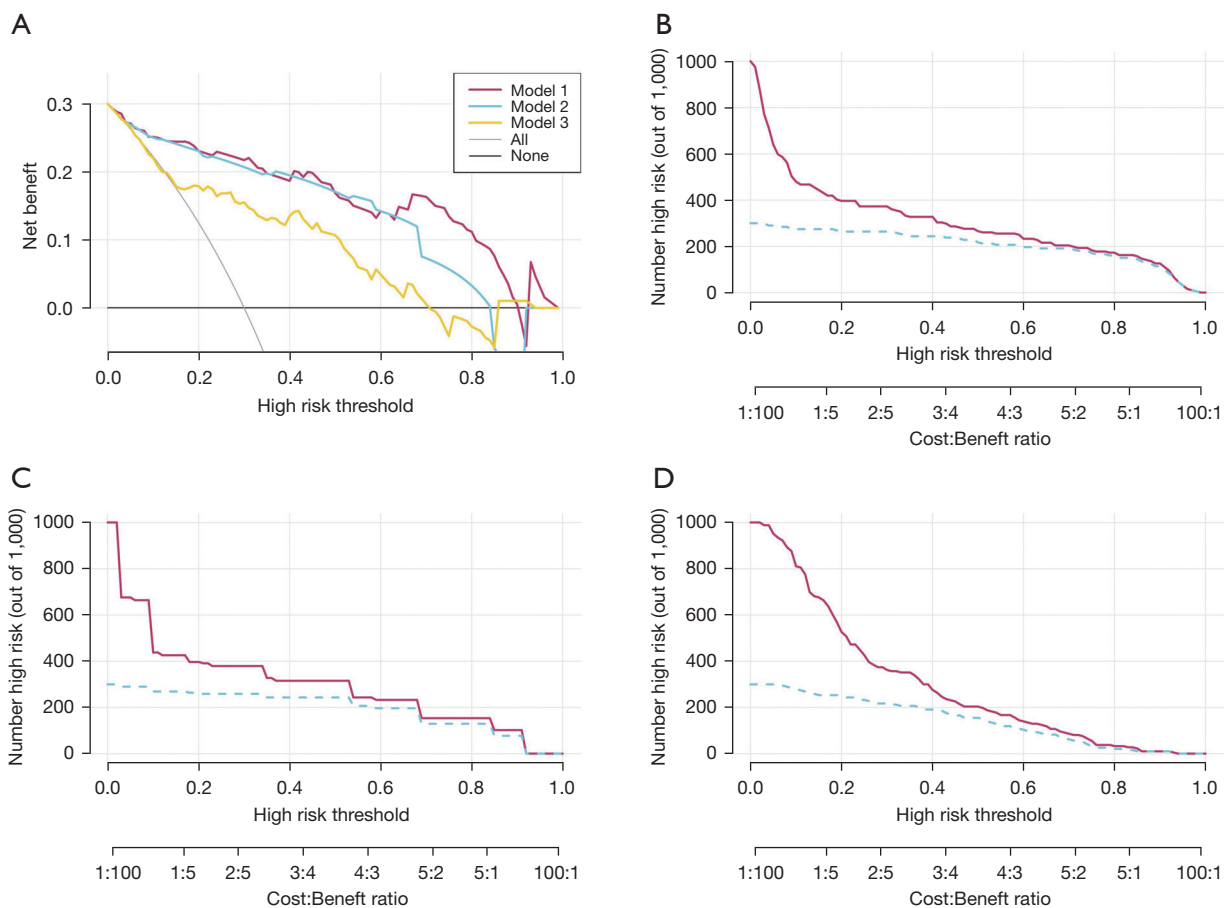 A
Net beneft
0.3
0.2
0.1
0.0
Model 1
Model 2
Model 3
All
None
0.0 0.2 0.4 0.6 0.8 1.0
High risk threshold
B
Number high risk (out of 1,000)
1000
800
600
400
200
0
0.0 0.2 0.4 0.6 0.8 1.0
High risk threshold
1:100 1:5 2:5 3:4 4:3 5:2 5:1 100:1
Cost:Beneft ratio
C
Number high risk (out of 1,000)
1000
800
600
400
200
0
0.0 0.2 0.4 0.6 0.8 1.0
High risk threshold
1:100 1:5 2:5 3:4 4:3 5:2 5:1 100:1
Cost:Beneft ratio
D
Number high risk (out of 1,000)
1000
800
600
400
200
0
0.0 0.2 0.4 0.6 0.8 1.0
High risk threshold
1:100 1:5 2:5 3:4 4:3 5:2 5:1 100:1
Cost:Beneft ratio